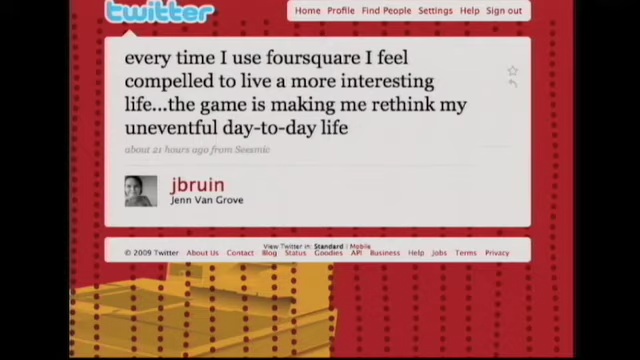 twitter
Home Profile Find People Settings Help Sign out
every time I use foursquare I feel
compelled to live a more interesting
life...the game is making me rethink my
uneventful day-to-day life
about 21 hours ago from Seesmic
jbruin
Jenn Van Grove
View Twitter in: Standard | Mobile
© 2009 Twitter About Us Contact Blog Status Goodies API Business Help Jobs Terms Privacy